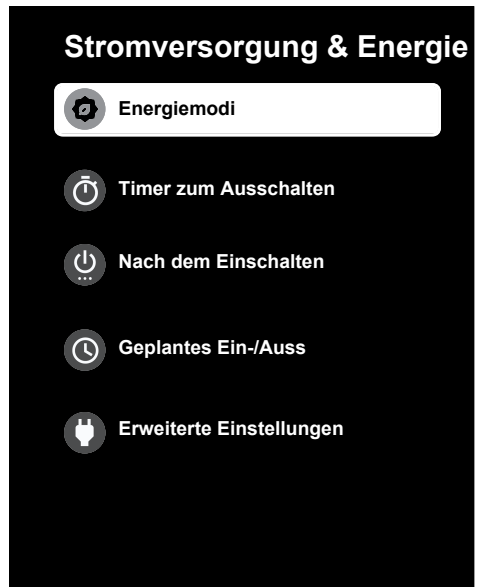 Stromversorgung & Energie
Energiemodi
Timer zum Ausschalten
Nach dem Einschalten
Geplantes Ein-/Auss
Erweiterte Einstellungen